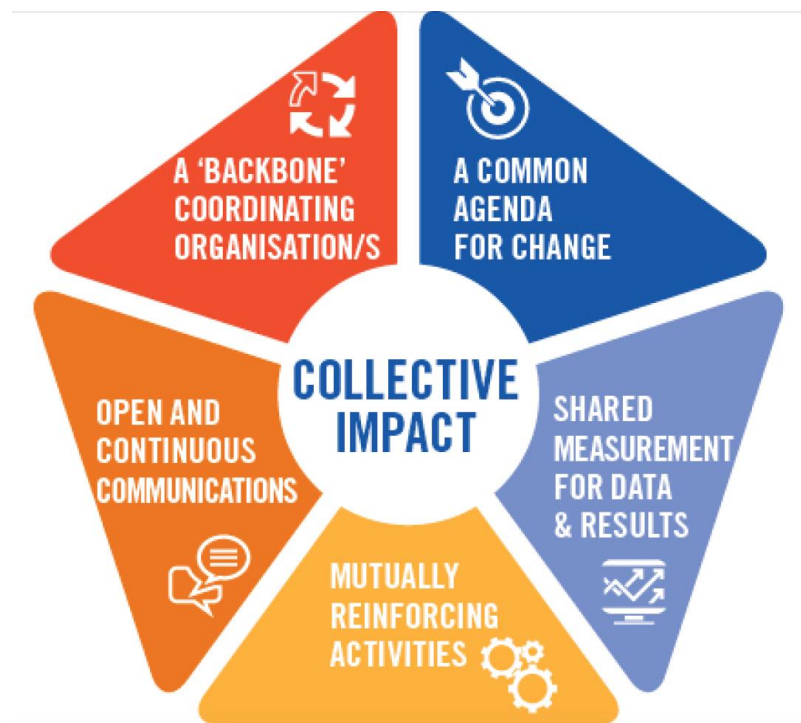 A ‘BACKBONE’
COORDINATING
ORGANISATION/S
A COMMON
AGENDA
FOR CHANGE
COLLECTIVE
IMPACT
OPEN AND
CONTINUOUS
COMMUNICATIONS
SHARED
MEASUREMENT
FOR DATA
& RESULTS
MUTUALLY
REINFORCING
ACTIVITIES